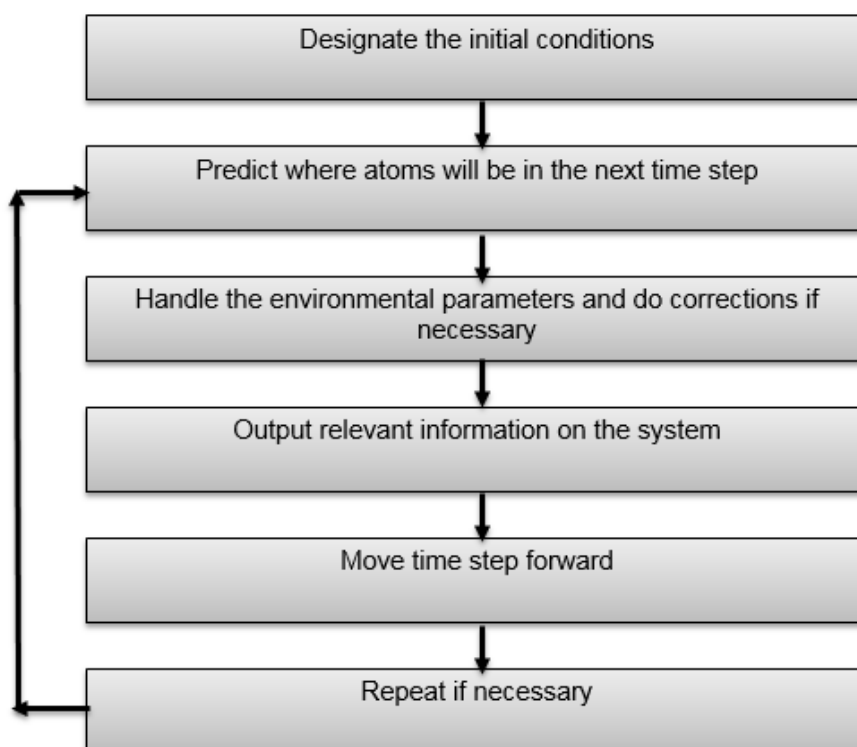 Designate the initial conditions
Predict where atoms will be in the next time step
Handle the environmental parameters and do corrections if
necessary
Output relevant information on the system
Move time step forward
Repeat if necessary